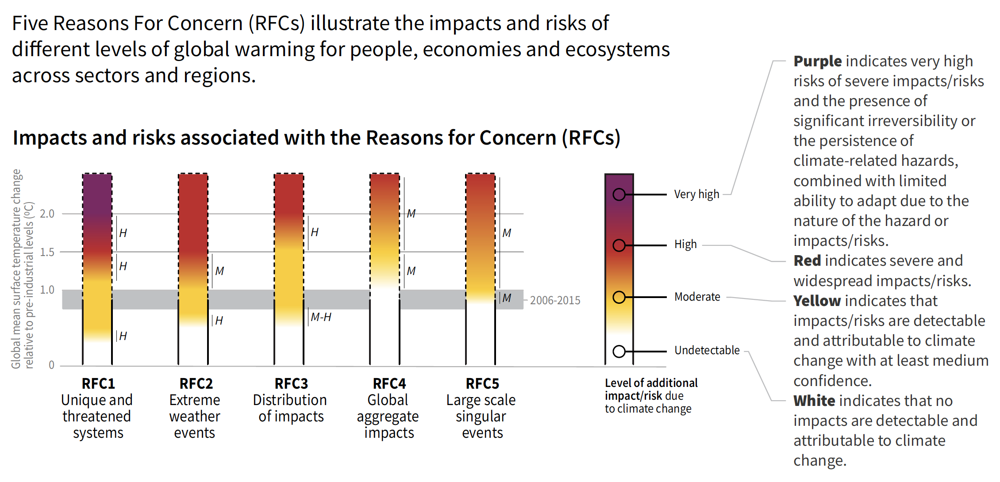 Five Reasons For Concern (RFCs) illustrate the impacts and risks of
different levels of global warming for people, economies and ecosystems
across sectors and regions.
Impacts and risks associated with the Reasons for Concern (RFCs)
Global mean surface temperature change
relative to pre-industrial levels (⁰C)
2.0
1.5
1.0
0
H
H
H
M
H
H
M-H
M
M
M
M
2006-2015
RFC1
Unique and
threatened
systems
RFC2
Extreme
weather
events
RFC3
Distribution
of impacts
RFC4
Global
aggregate
impacts
RFC5
Large scale
singular
events
Very high
High
Moderate
Undetectable
Level of additional
impact/risk due
to climate change
Purple indicates very high
risks of severe impacts/risks
and the presence of
significant irreversibility or
the persistence of
climate-related hazards,
combined with limited
ability to adapt due to the
nature of the hazard or
impacts/risks.
Red indicates severe and
widespread impacts/risks.
Yellow indicates that
impacts/risks are detectable
and attributable to climate
change with at least medium
confidence.
White indicates that no
impacts are detectable and
attributable to climate
change.